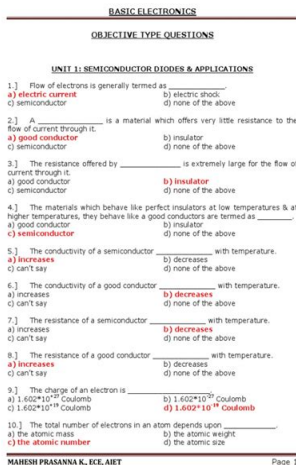 BASIC ELECTRONICS
OBJECTIVE TYPE QUESTIONS
UNIT 1: SEMICONDUCTOR DIODES & APPLICATIONS
1.] Flow of electrons is generally termed as ____________.
a) electric current b) electric shock
c) semiconductor d) none of the above
2.] A ____________ is a material which offers very little resistance to the
flow of current through it.
a) good conductor b) insulator
c) semiconductor d) none of the above
3.] The resistance offered by ____________ is extremely large for the flow of
current through it.
a) good conductor b) insulator
c) semiconductor d) none of the above
4.] The materials which behave like perfect insulators at low temperatures & at
higher temperatures, they behave like a good conductors are termed as ________.
a) good conductor b) insulator
c) semiconductor d) none of the above
5.] The conductivity of a semiconductor ____________ with temperature.
a) increases b) decreases
c) can't say d) none of the above
6.] The conductivity of a good conductor ____________ with temperature.
a) increases b) decreases
c) can't say d) none of the above
7.] The resistance of a semiconductor ____________ with temperature.
a) increases b) decreases
c) can't say d) none of the above
8.] The resistance of a good conductor ____________ with temperature.
a) increases b) decreases
c) can't say d) none of the above
9.] The charge of an electron is ____________.
a) 1.602*10⁺²⁷ Coulomb b) 1.602*10⁻²⁷ Coulomb
c) 1.602*10⁺¹⁹ Coulomb d) 1.602*10⁻¹⁹ Coulomb
10.] The total number of electrons in an atom depends upon ____________.
a) the atomic mass b) the atomic weight
c) the atomic number d) the atomic size
MAHESH PRASANNA K., ECE, AIET Page 1